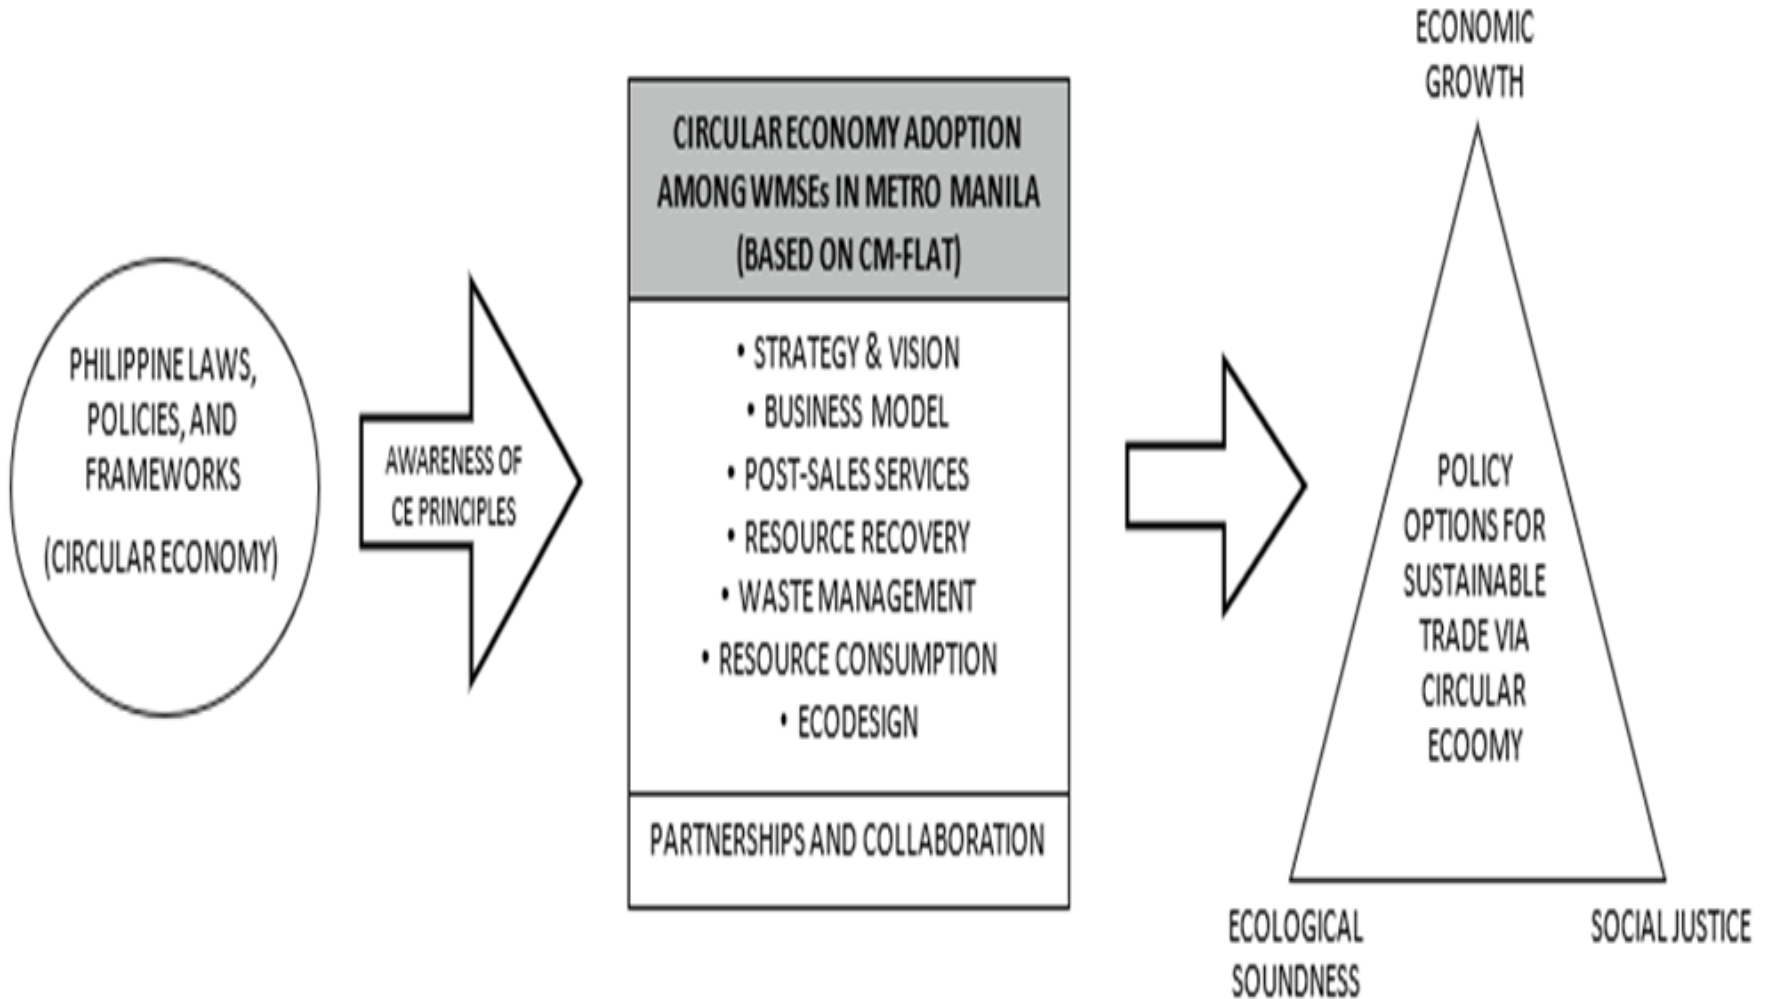 PHILIPPINE LAWS,
POLICIES, AND
FRAMEWORKS
(CIRCULAR ECONOMY)
AWARENESS OF
CE PRINCIPLES
CIRCULAR ECONOMY ADOPTION
AMONG WMSEs IN METRO MANILA
(BASED ON CM-FLAT)
• STRATEGY & VISION
• BUSINESS MODEL
• POST-SALES SERVICES
• RESOURCE RECOVERY
• WASTE MANAGEMENT
• RESOURCE CONSUMPTION
• ECODESIGN
PARTNERSHIPS AND COLLABORATION
ECONOMIC
GROWTH
POLICY
OPTIONS FOR
SUSTAINABLE
TRADE VIA
CIRCULAR
ECOOMY
ECOLOGICAL
SOUNDNESS
SOCIAL JUSTICE